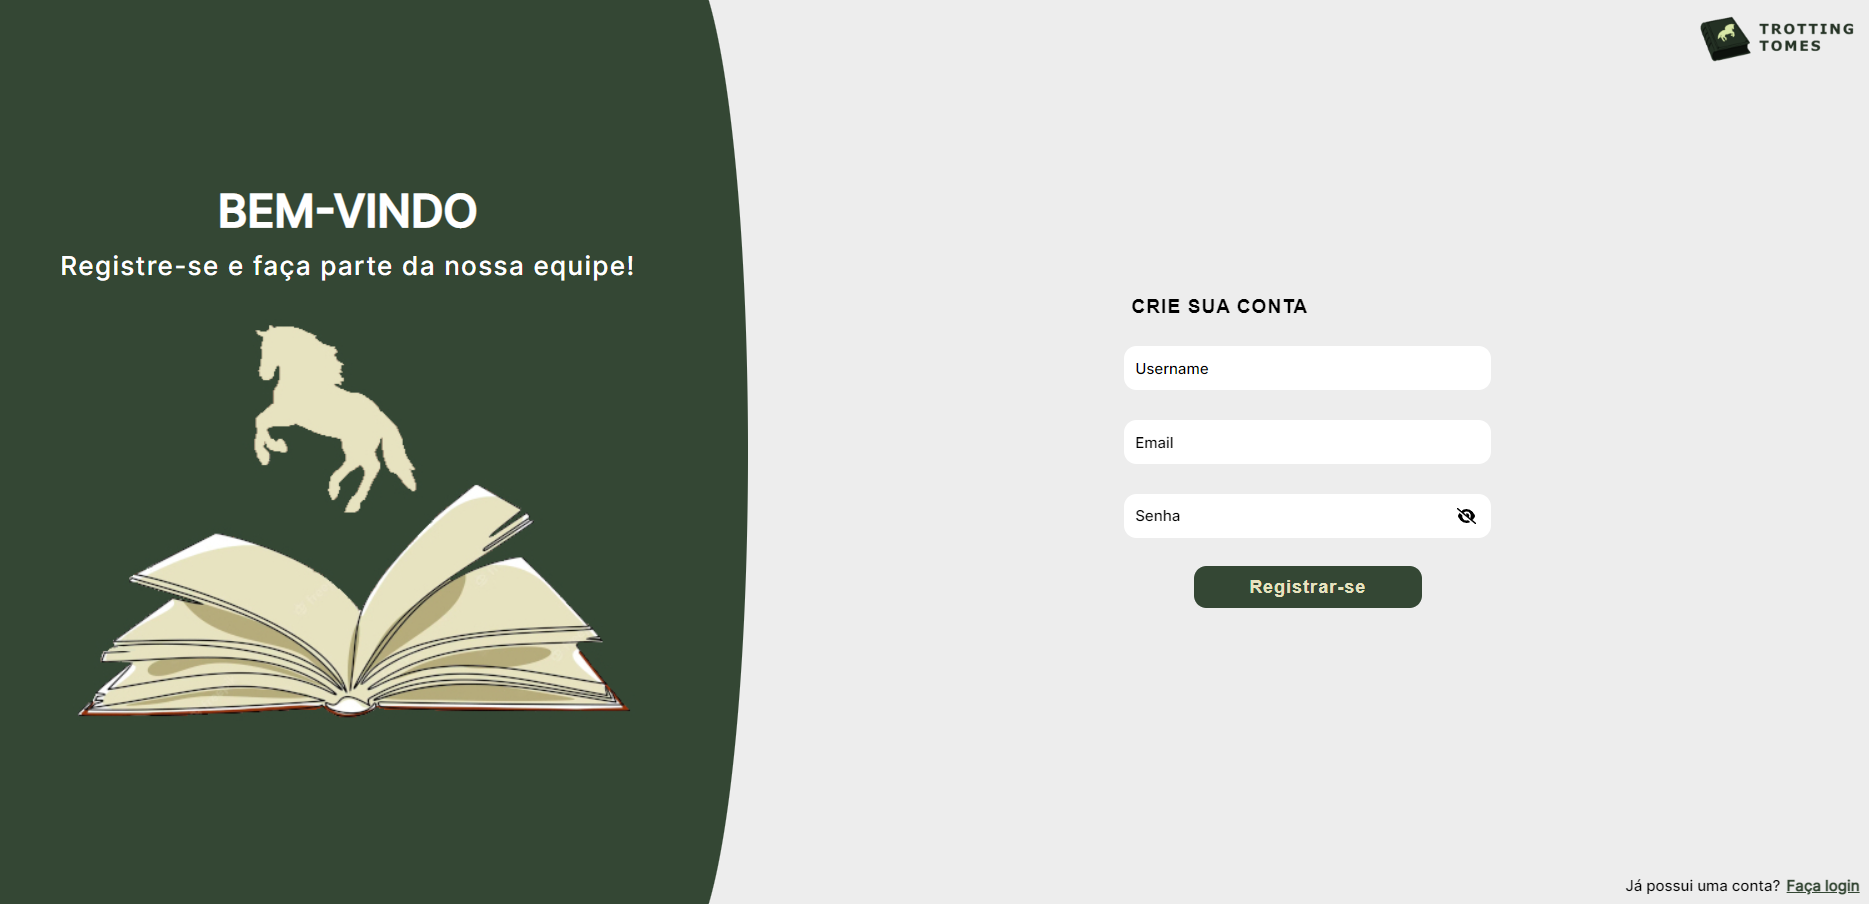 TROTTING
TOMES
BEM-VINDO
Registre-se e faça parte da nossa equipe!
CRIE SUA CONTA
Username
Email
Senha
Registrar-se
Já possui uma conta? Faça login